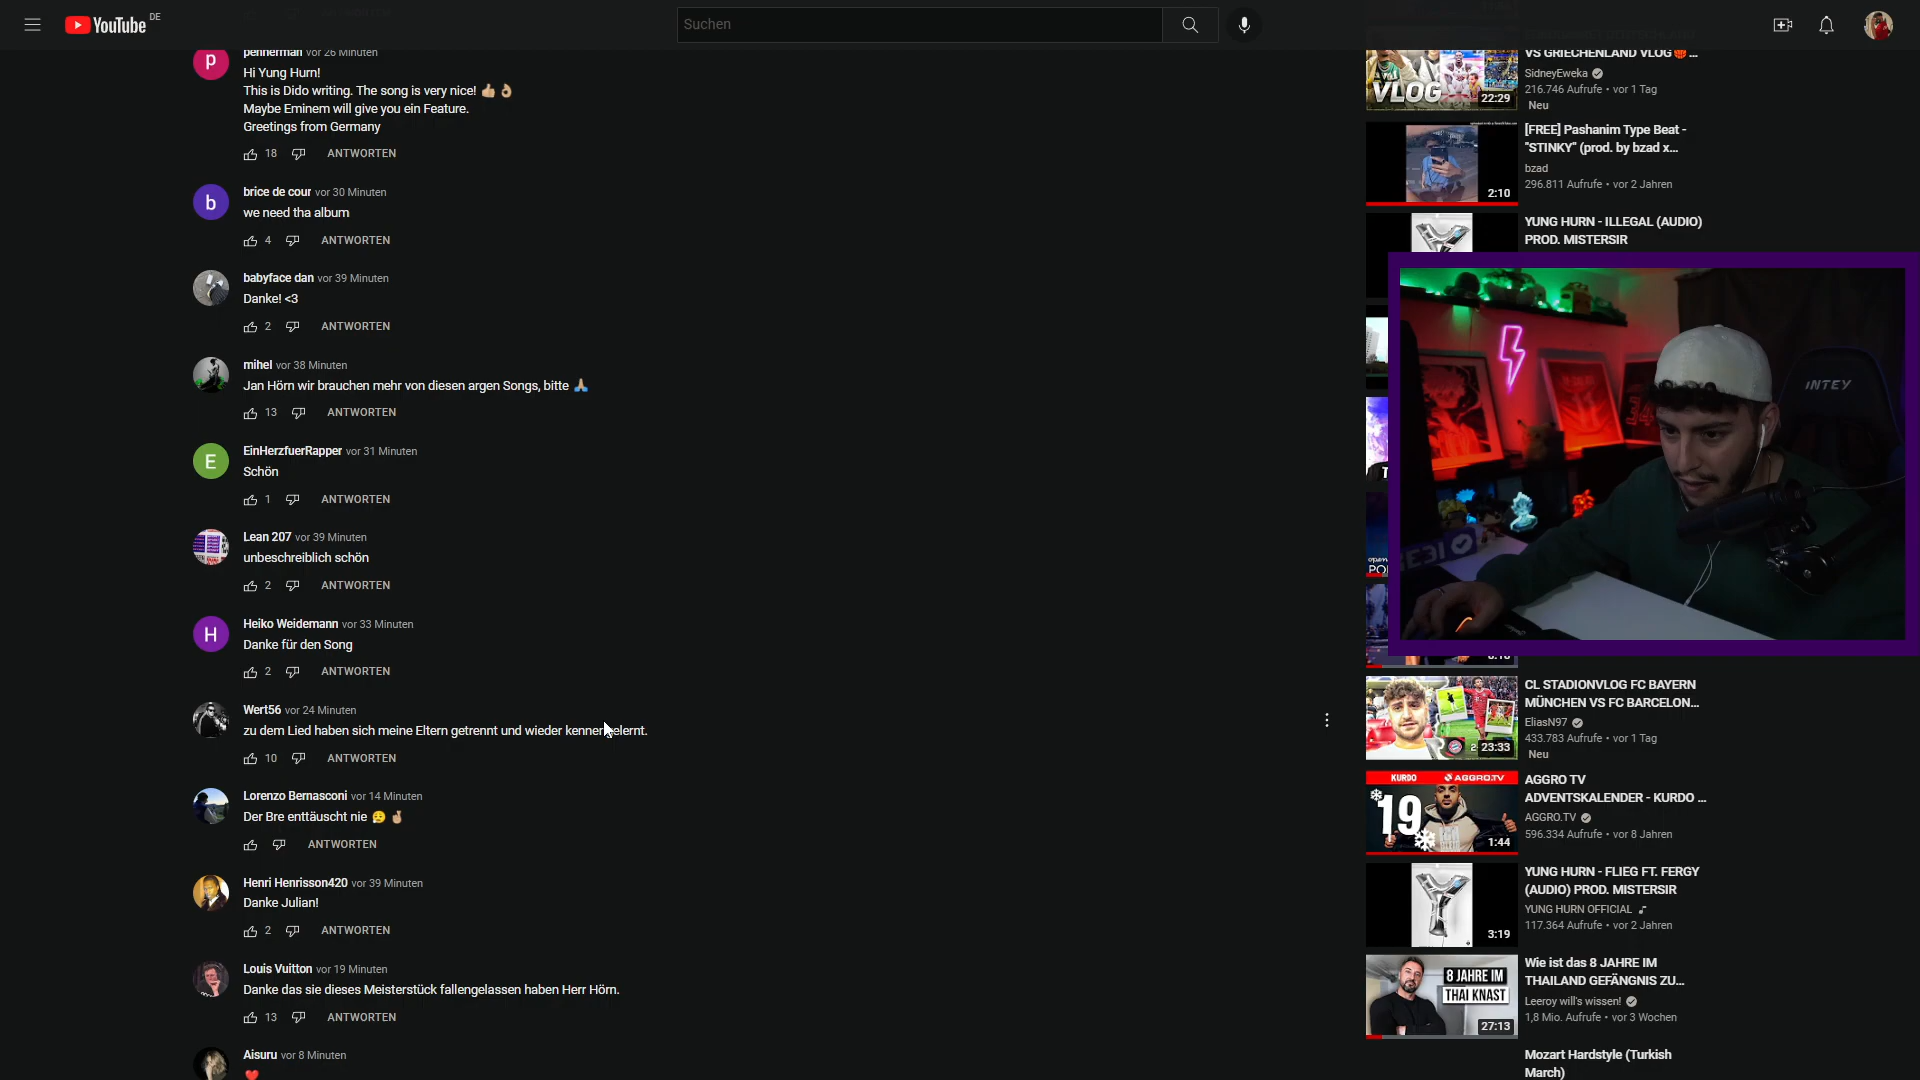 YouTube DE
Suchen
pennerman vor 26 Minuten
Hi Yung Hurn!
This is Dido writing. The song is very nice! 👍🏼👌🏼
Maybe Eminem will give you ein Feature.
Greetings from Germany
18 ANTWORTEN
b
brice de cour vor 30 Minuten
we need tha album
4 ANTWORTEN
babyface dan vor 39 Minuten
Danke! <3
2 ANTWORTEN
mihel vor 38 Minuten
Jan Hörn wir brauchen mehr von diesen argen Songs, bitte 🙏🏼
13 ANTWORTEN
E
EinHerzfuerRapper vor 31 Minuten
Schön
1 ANTWORTEN
Lean 207 vor 39 Minuten
unbeschreiblich schön
2 ANTWORTEN
H
Heiko Weidemann vor 33 Minuten
Danke für den Song
2 ANTWORTEN
Wert56 vor 24 Minuten
zu dem Lied haben sich meine Eltern getrennt und wieder kennengelernt.
10 ANTWORTEN
Lorenzo Bernasconi vor 14 Minuten
Der Bre enttäuscht nie 😥🤞🏼
ANTWORTEN
Henri Henrisson420 vor 39 Minuten
Danke Julian!
2 ANTWORTEN
Louis Vuitton vor 19 Minuten
Danke das sie dieses Meisterstück fallengelassen haben Herr Hörn.
13 ANTWORTEN
Aisuru vor 8 Minuten
❤️
VS GRIECHENLAND VLOG🏀 ...
SidneyEweka
216.746 Aufrufe • vor 1 Tag
Neu
VLOG
22:29
[FREE] Pashanim Type Beat -
"STINKY" (prod. by bzad x...
bzad
296.811 Aufrufe • vor 2 Jahren
2:10
YUNG HURN - ILLEGAL (AUDIO)
PROD. MISTERSIR
INTEY
CL STADIONVLOG FC BAYERN
MÜNCHEN VS FC BARCELON...
EliasN97
433.783 Aufrufe • vor 1 Tag
Neu
23:33
KURDO AGGRO.TV
19
1:44
AGGRO TV
ADVENTSKALENDER - KURDO ...
AGGRO.TV
596.334 Aufrufe • vor 8 Jahren
YUNG HURN - FLIEG FT. FERGY
(AUDIO) PROD. MISTERSIR
YUNG HURN OFFICIAL
117.364 Aufrufe • vor 2 Jahren
3:19
8 JAHRE IM
THAI KNAST
27:13
Wie ist das 8 JAHRE IM
THAILAND GEFÄNGNIS ZU...
Leeroy will's wissen!
1,8 Mio. Aufrufe • vor 3 Wochen
Mozart Hardstyle (Turkish
March)